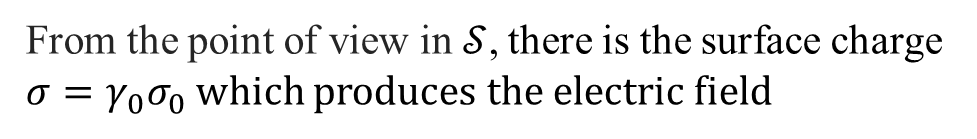 From the point of view in 𝒮, there is the surface charge
σ = γ₀σ₀ which produces the electric field